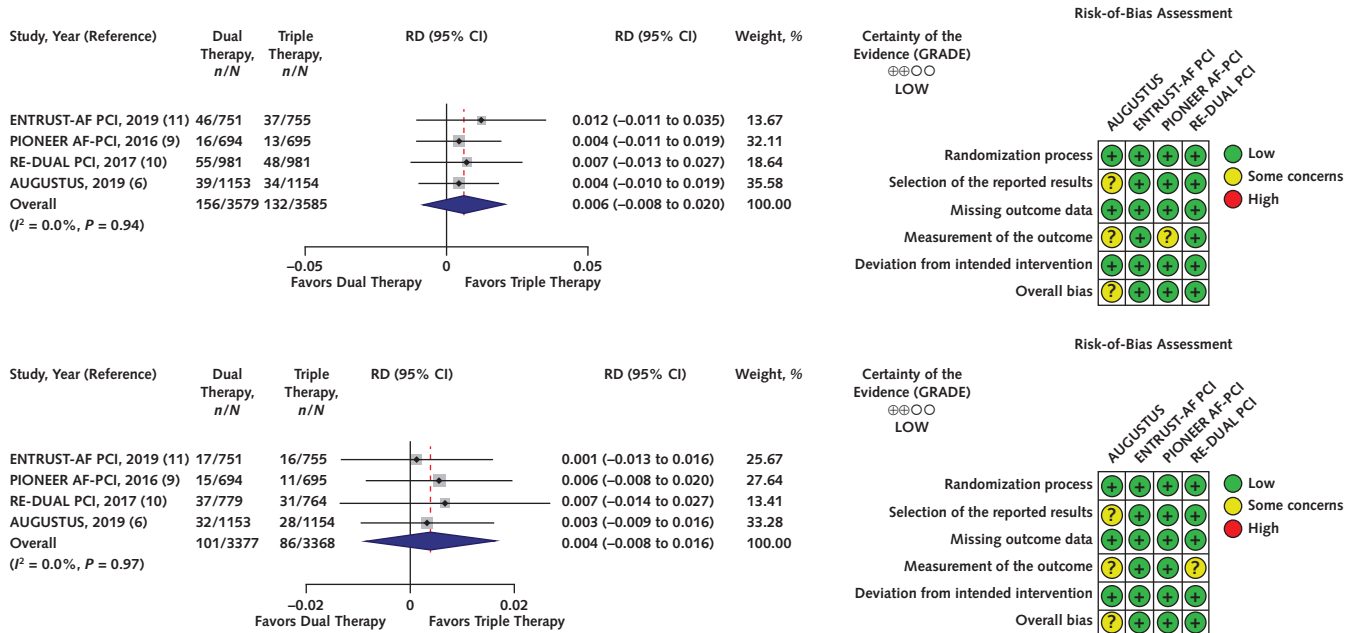 Risk-of-Bias Assessment
Study, Year (Reference) Dual Therapy, n/N Triple Therapy, n/N RD (95% CI) RD (95% CI) Weight, % Certainty of the Evidence (GRADE)
⊕⊕○○
LOW
AUGUSTUS ENTRUST-AF PCI PIONEER AF-PCI RE-DUAL PCI
ENTRUST-AF PCI, 2019 (11) 46/751 37/755 0.012 (−0.011 to 0.035) 13.67
PIONEER AF-PCI, 2016 (9) 16/694 13/695 0.004 (−0.011 to 0.019) 32.11
RE-DUAL PCI, 2017 (10) 55/981 48/981 0.007 (−0.013 to 0.027) 18.64
AUGUSTUS, 2019 (6) 39/1153 34/1154 0.004 (−0.010 to 0.019) 35.58
Overall 156/3579 132/3585 0.006 (−0.008 to 0.020) 100.00
(I² = 0.0%, P = 0.94)
−0.05 0 0.05
Favors Dual Therapy Favors Triple Therapy
Randomization process + + + +
Selection of the reported results ? + + +
Missing outcome data + + + +
Measurement of the outcome ? + ? +
Deviation from intended intervention + + + +
Overall bias ? + + +
+ Low
Some concerns
High
Risk-of-Bias Assessment
Study, Year (Reference) Dual Therapy, n/N Triple Therapy, n/N RD (95% CI) RD (95% CI) Weight, % Certainty of the Evidence (GRADE)
⊕⊕○○
LOW
AUGUSTUS ENTRUST-AF PCI PIONEER AF-PCI RE-DUAL PCI
ENTRUST-AF PCI, 2019 (11) 17/751 16/755 0.001 (−0.013 to 0.016) 25.67
PIONEER AF-PCI, 2016 (9) 15/694 11/695 0.006 (−0.008 to 0.020) 27.64
RE-DUAL PCI, 2017 (10) 37/779 31/764 0.007 (−0.014 to 0.027) 13.41
AUGUSTUS, 2019 (6) 32/1153 28/1154 0.003 (−0.009 to 0.016) 33.28
Overall 101/3377 86/3368 0.004 (−0.008 to 0.016) 100.00
(I² = 0.0%, P = 0.97)
−0.02 0 0.02
Favors Dual Therapy Favors Triple Therapy
Randomization process + + + +
Selection of the reported results ? + + +
Missing outcome data + + + +
Measurement of the outcome ? + + ?
Deviation from intended intervention + + + +
Overall bias ? + + +
Low
Some concerns
High